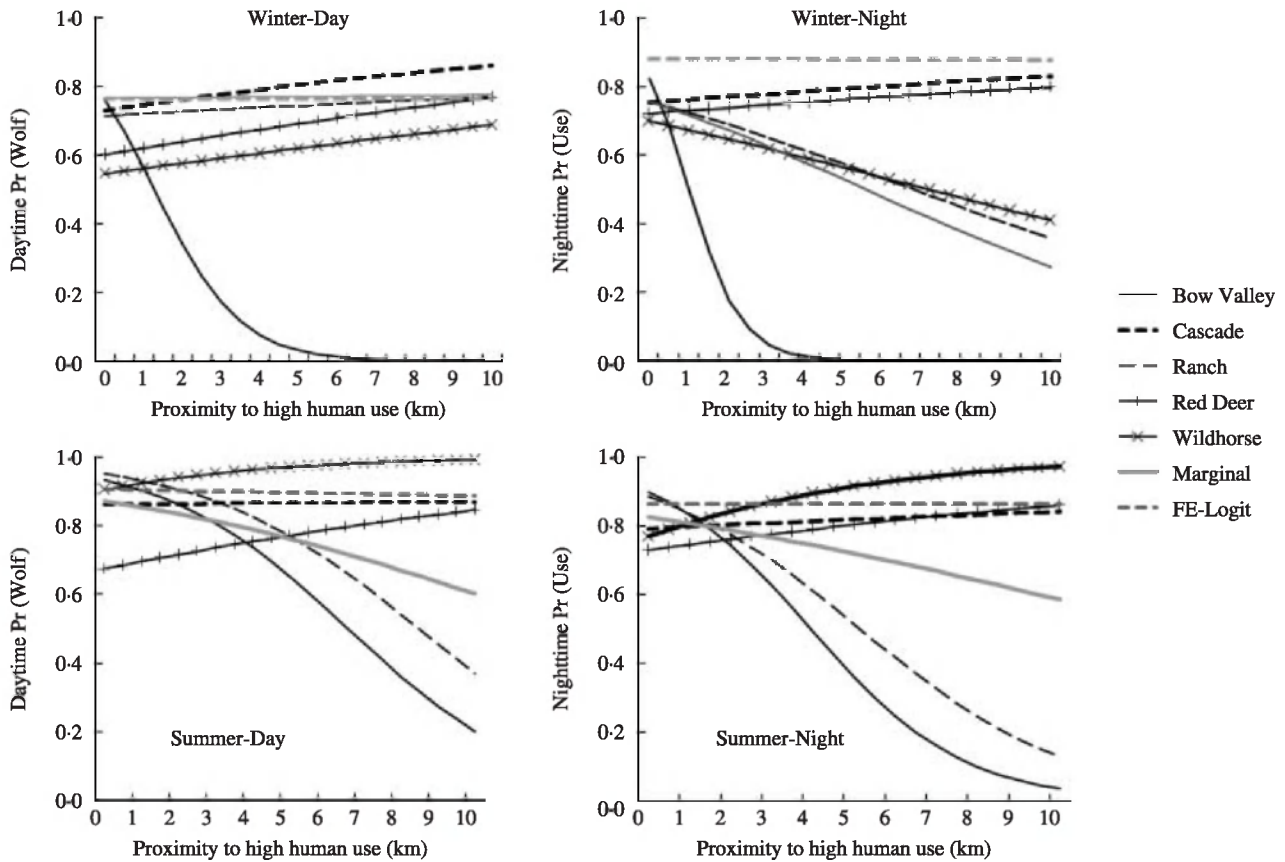 Winter-Day
Daytime Pr (Wolf)
1·0
0·8
0·6
0·4
0·2
0·0
0 1 2 3 4 5 6 7 8 9 10
Proximity to high human use (km)
Winter-Night
Nighttime Pr (Use)
1·0
0·8
0·6
0·4
0·2
0·0
0 1 2 3 4 5 6 7 8 9 10
Proximity to high human use (km)
Bow Valley
Cascade
Ranch
Red Deer
Wildhorse
Marginal
FE-Logit
Summer-Day
Daytime Pr (Wolf)
1·0
0·8
0·6
0·4
0·2
0·0
0 1 2 3 4 5 6 7 8 9 10
Proximity to high human use (km)
Summer-Night
Nighttime Pr (Use)
1·0
0·8
0·6
0·4
0·2
0·0
0 1 2 3 4 5 6 7 8 9 10
Proximity to high human use (km)